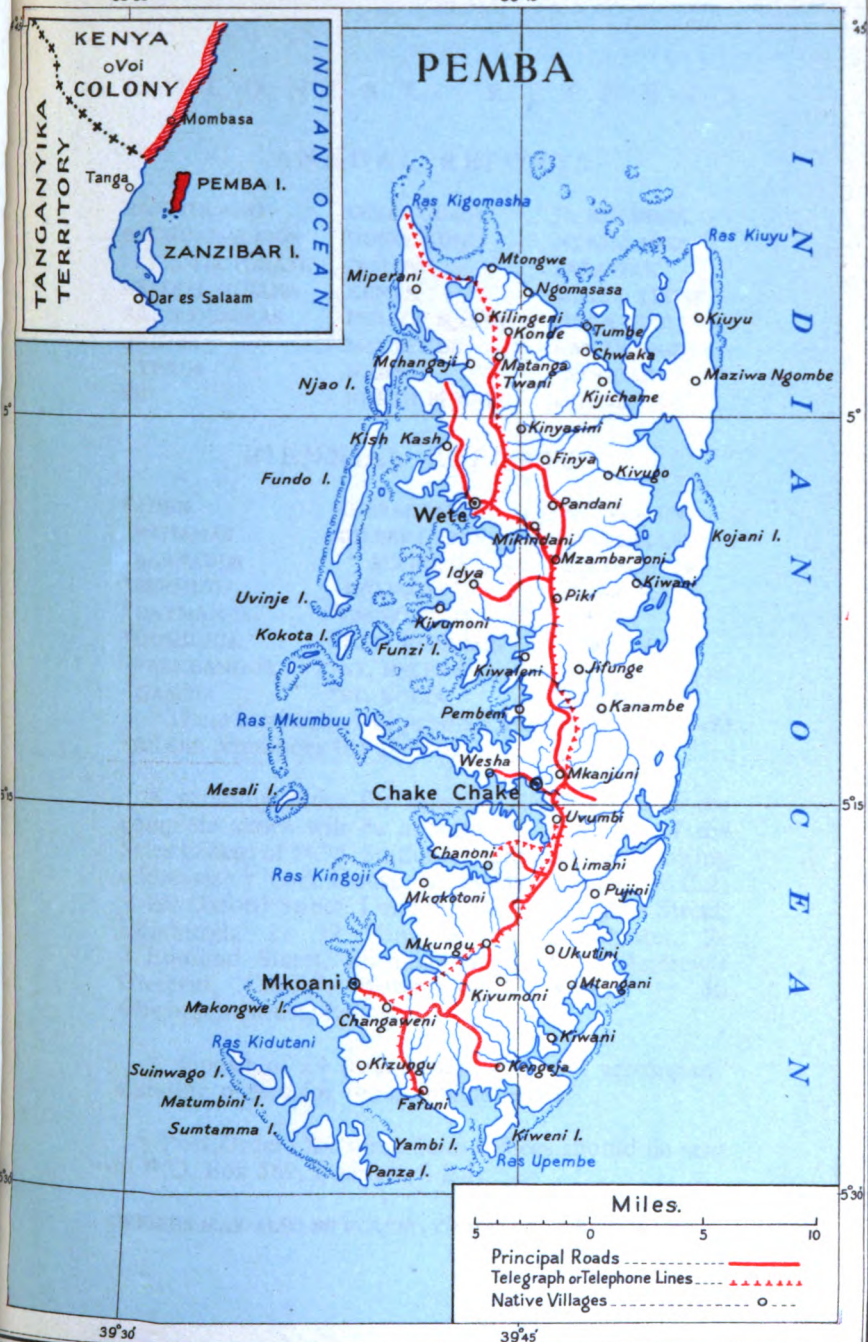 PEMBA
KENYA
Voi
COLONY
Mombasa
TANGANYIKA
TERRITORY
Tanga
PEMBA I.
ZANZIBAR I.
Dar es Salaam
INDIAN OCEAN
INDIAN OCEAN
Ras Kigomasha
Ras Kiuyu
Mtongwe
Miperani
Ngomasasa
Kilingeni
Konde
Tumbe
Kiuyu
Chwaka
Mchangaji
Matanga
Twani
Njao I.
Kijichame
Maziwa Ngombe
5°
5°
Kinyasini
Kish Kash
Finya
Kivugo
Fundo I.
Pandani
Wete
Mikindani
Kojani I.
Mzambaraoni
Idya
Kiwani
Piki
Uvinje I.
Kivumoni
Kokota I.
Funzi I.
Kiwaleni
Jifunge
Kanambe
Pembeni
Ras Mkumbuu
Wesha
Mkanjuni
Mesali I.
Chake Chake
5°15
Uvumbi
Chanoni
Limani
Ras Kingoji
Mkokotoni
Pujini
Mkungu
Ukutini
Mkoani
Kivumoni
Mtangani
Makongwe I.
Changaweni
Kiwani
Ras Kidutani
Suinwago I.
Kizungu
Kengeja
Matumbini I.
Fafuni
Sumtamma I.
Yambi I.
Kiweni I.
Panza I.
Ras Upembe
5°30
Miles.
5 0 5 10
Principal Roads
Telegraph or Telephone Lines
Native Villages
39°30'
39°45'